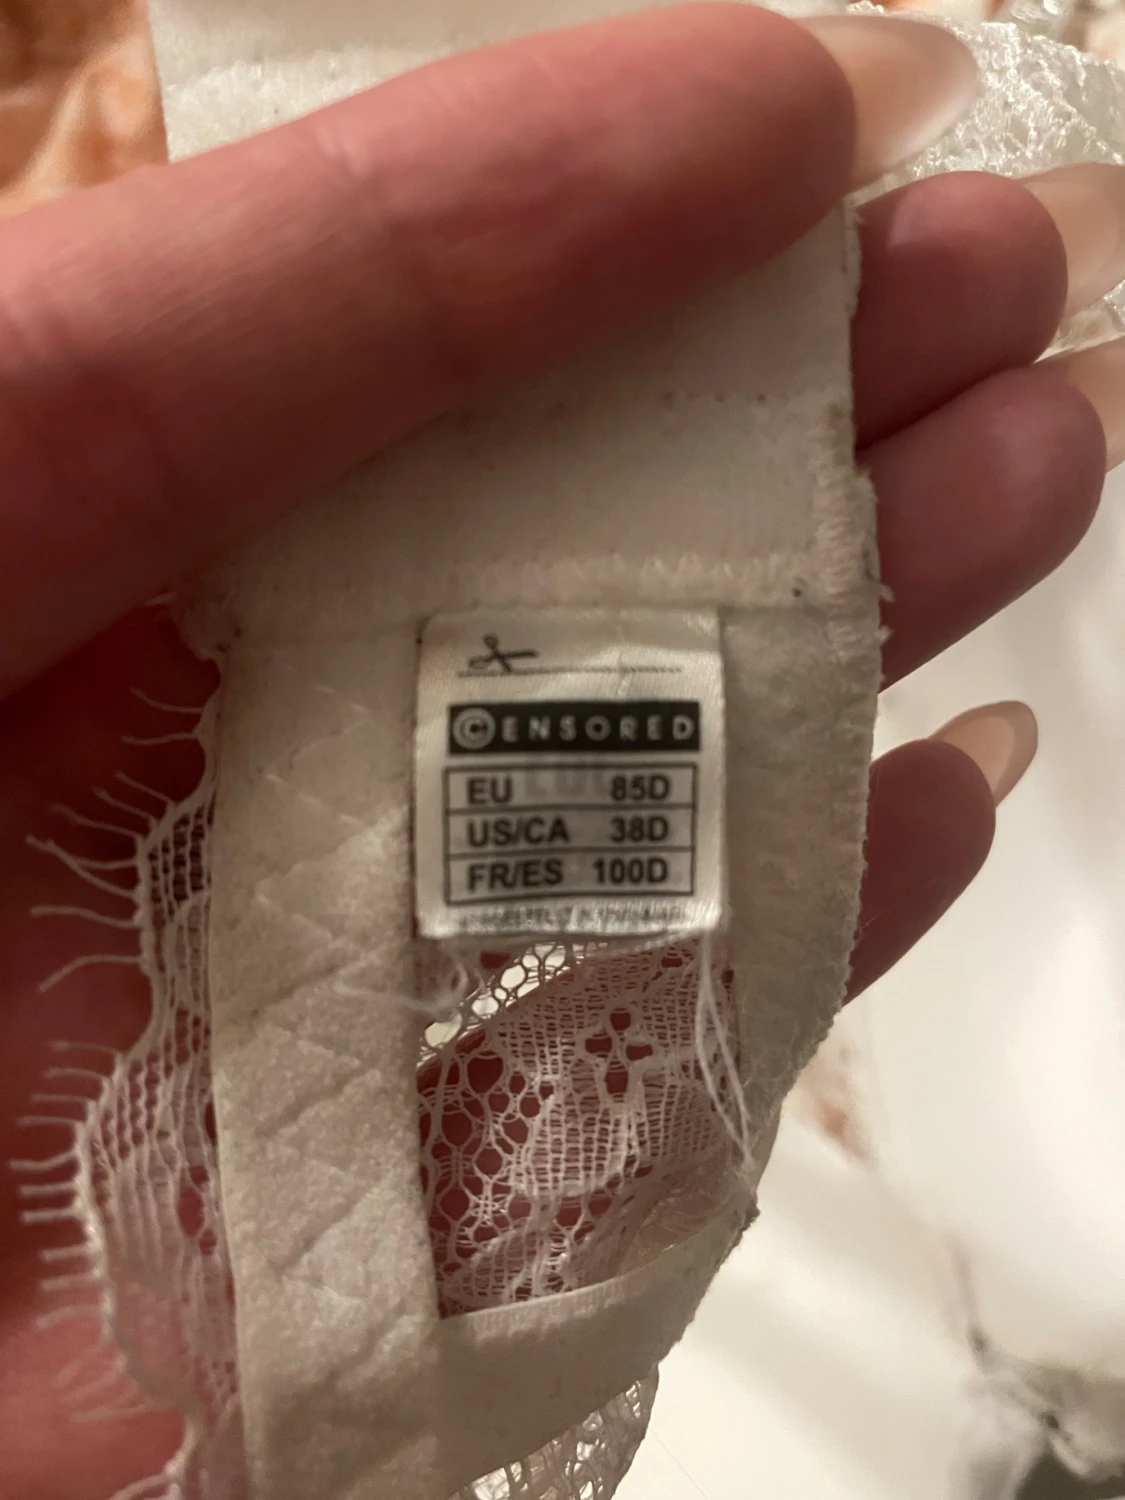 ©ENSORED
EU 85D
US/CA 38D
FR/ES 100D